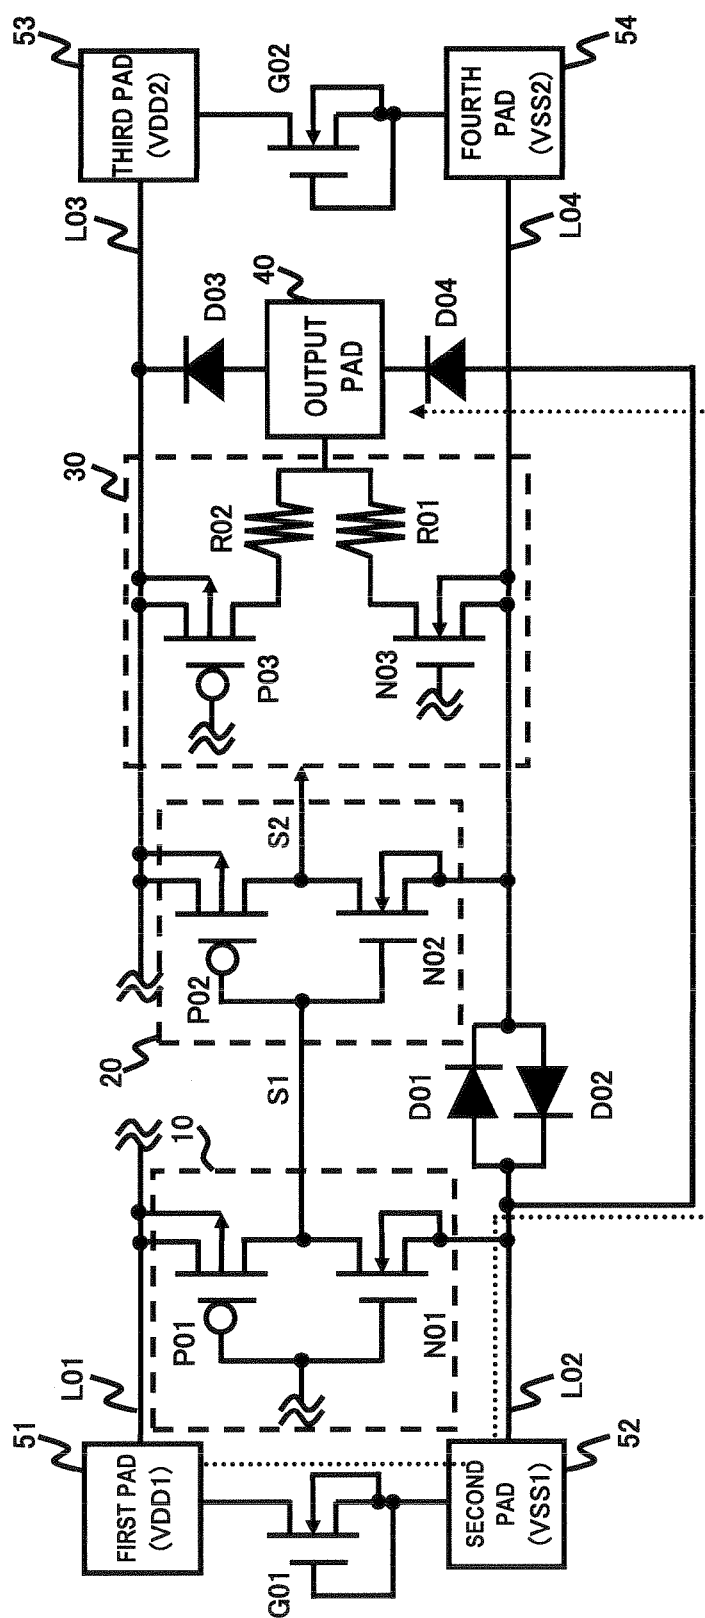 51
FIRST PAD
(VDD1)
L01
G01
SECOND
PAD
(VSS1)
52
L02
10
P01
N01
S1
D01
D02
20
P02
N02
S2
30
P03
N03
R02
R01
D03
40
OUTPUT
PAD
D04
L03
L04
53
THIRD PAD
(VDD2)
G02
FOURTH
PAD
(VSS2)
54